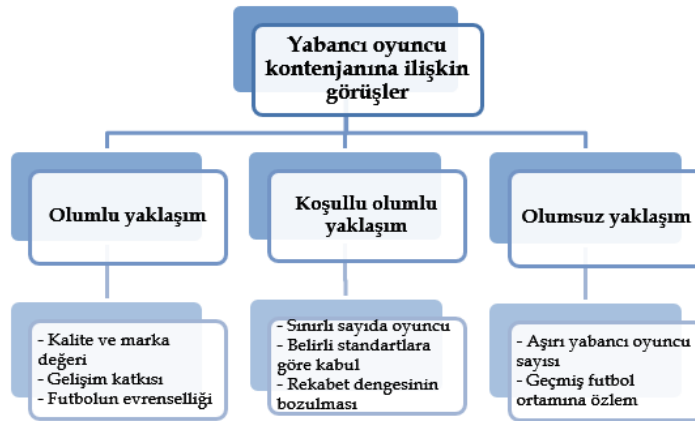 Yabancı oyuncu
kontenjanına ilişkin
görüşler
Olumlu yaklaşım
Koşullu olumlu
yaklaşım
Olumsuz yaklaşım
- Kalite ve marka
değeri
- Gelişim katkısı
- Futbolun evrenselliği
- Sınırlı sayıda oyuncu
- Belirli standartlara
göre kabul
- Rekabet dengesinin
bozulması
- Aşırı yabancı oyuncu
sayısı
- Geçmiş futbol
ortamına özlem